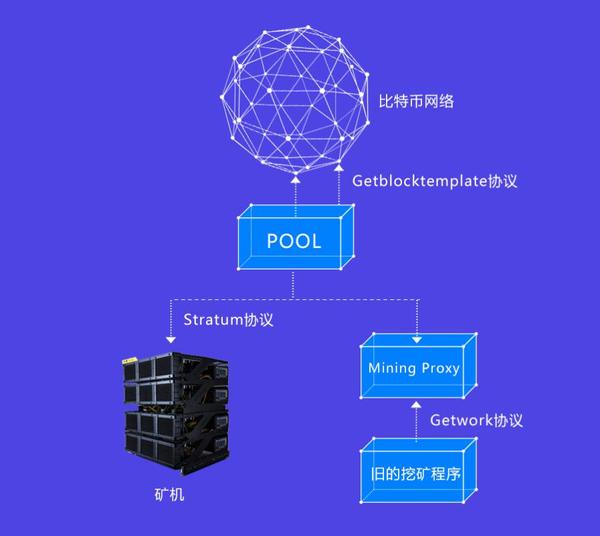 比特币网络
Getblocktemplate协议
POOL
Stratum协议
Mining Proxy
Getwork协议
旧的挖矿程序
矿机